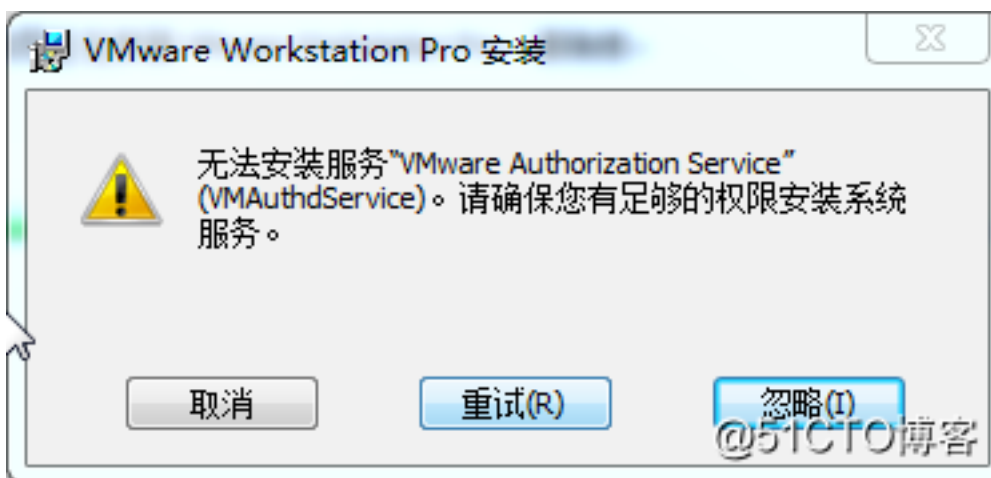 VMware Workstation Pro 安装
无法安装服务"VMware Authorization Service"
(VMAuthdService)。请确保您有足够的权限安装系统
服务。
取消
重试(R)
忽略(I)
@51CTO博客